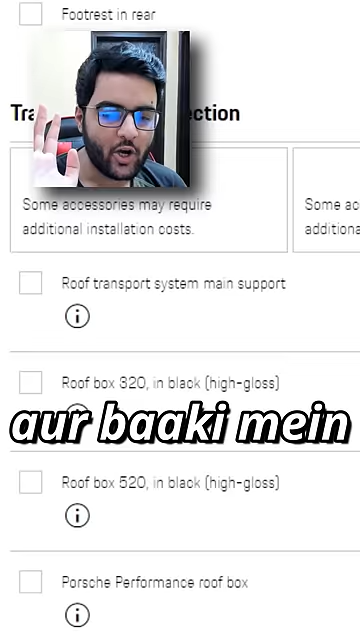 Footrest in rear
Tra ection
Some accessories may require
additional installation costs.
Some ac
additiona
Roof transport system main support
Roof box 320, in black (high-gloss)
aur baaki mein
Roof box 520, in black (high-gloss)
Porsche Performance roof box